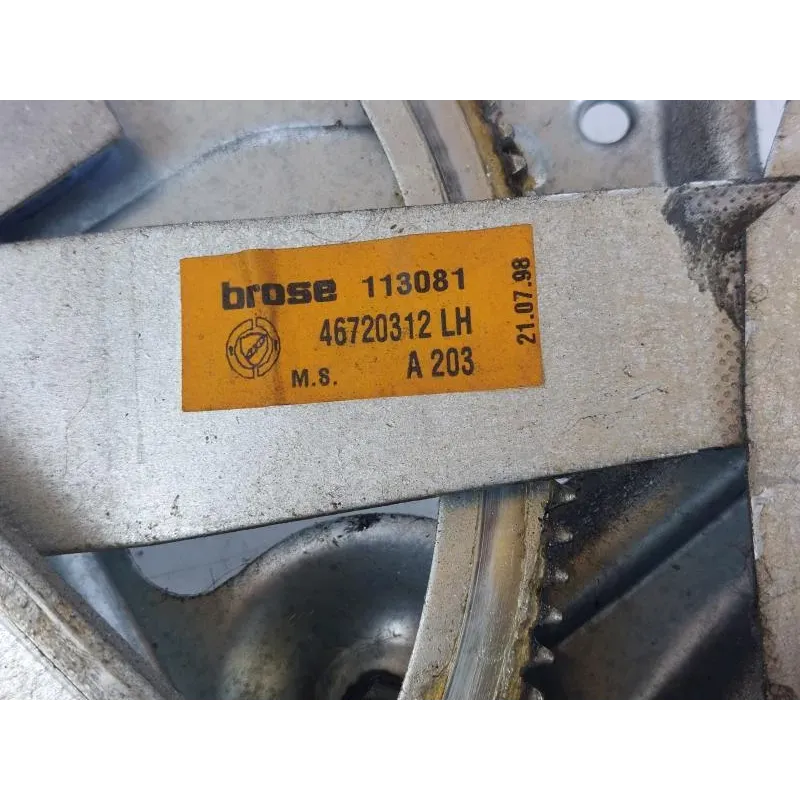 brose 113081
46720312 LH
M.S. A 203
21.07.98